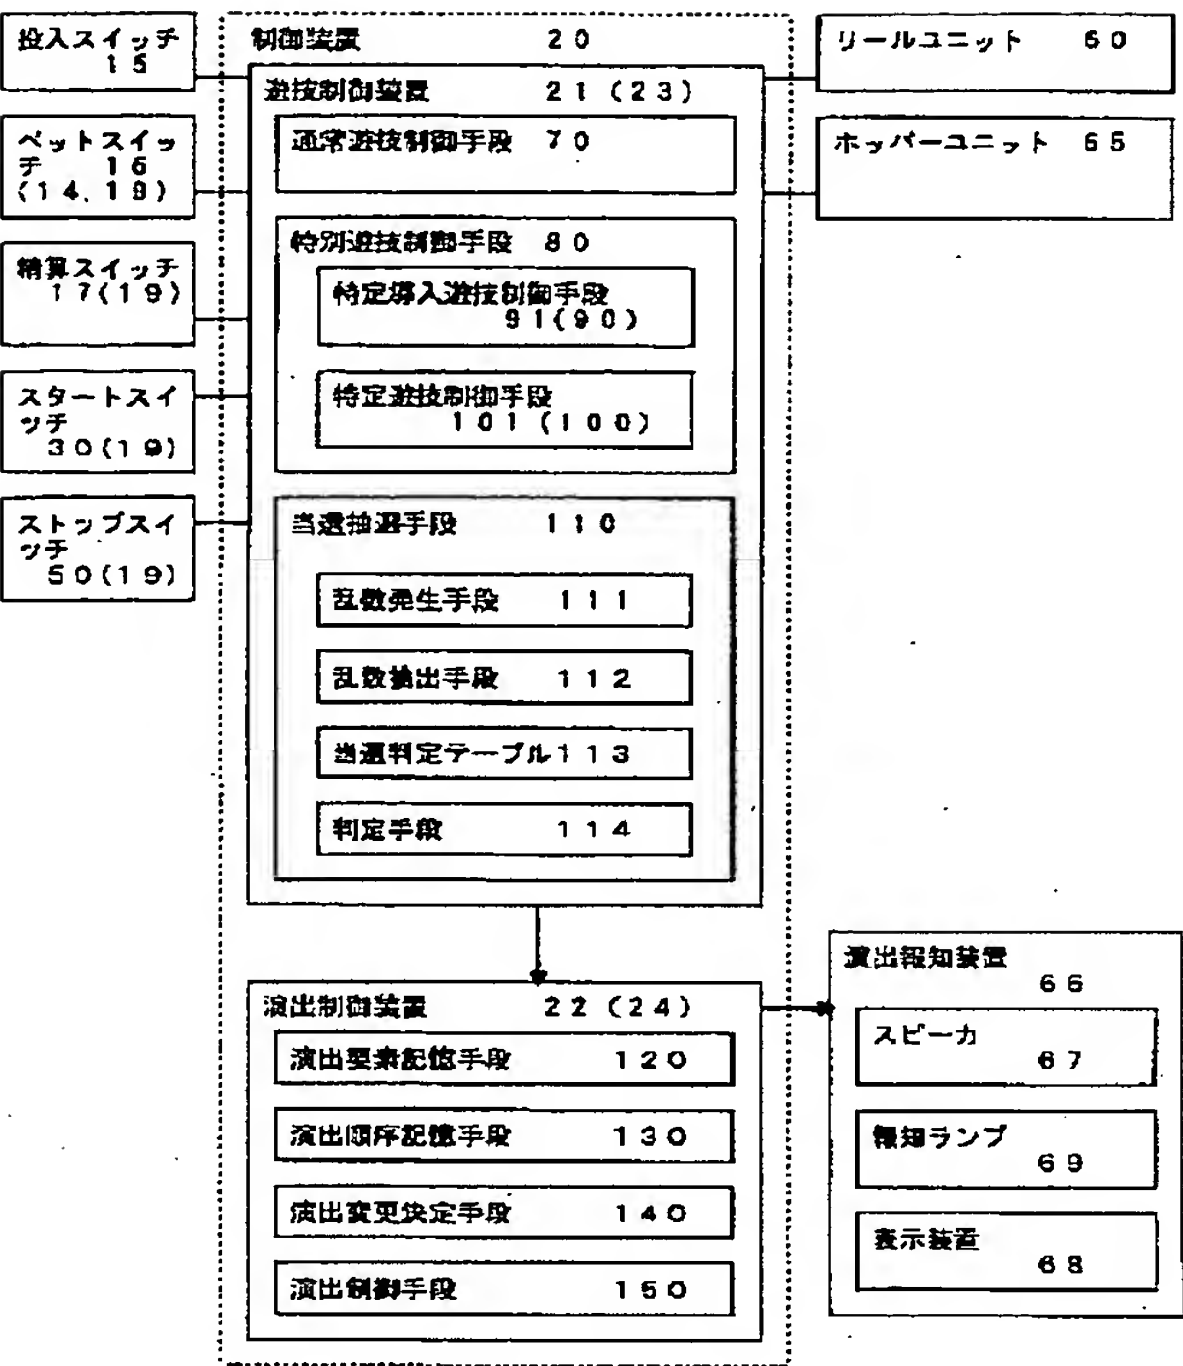 投入スイッチ
15
ベットスイッ
チ 16
(14,18)
精算スイッチ
17(19)
スタートスイ
ッチ
30(19)
ストップスイ
ッチ
50(19)
制御装置 20
遊技制御装置 21(23)
通常遊技制御手段 70
特別遊技制御手段 80
特定導入遊技制御手段
91(90)
特定遊技制御手段
101(100)
当選抽選手段 110
乱数発生手段 111
乱数抽出手段 112
当選判定テーブル113
判定手段 114
演出制御装置 22(24)
演出要素記憶手段 120
演出順序記憶手段 130
演出変更決定手段 140
演出制御手段 150
リールユニット 60
ホッパーユニット 65
演出報知装置
66
スピーカ
67
報知ランプ
69
表示装置
68